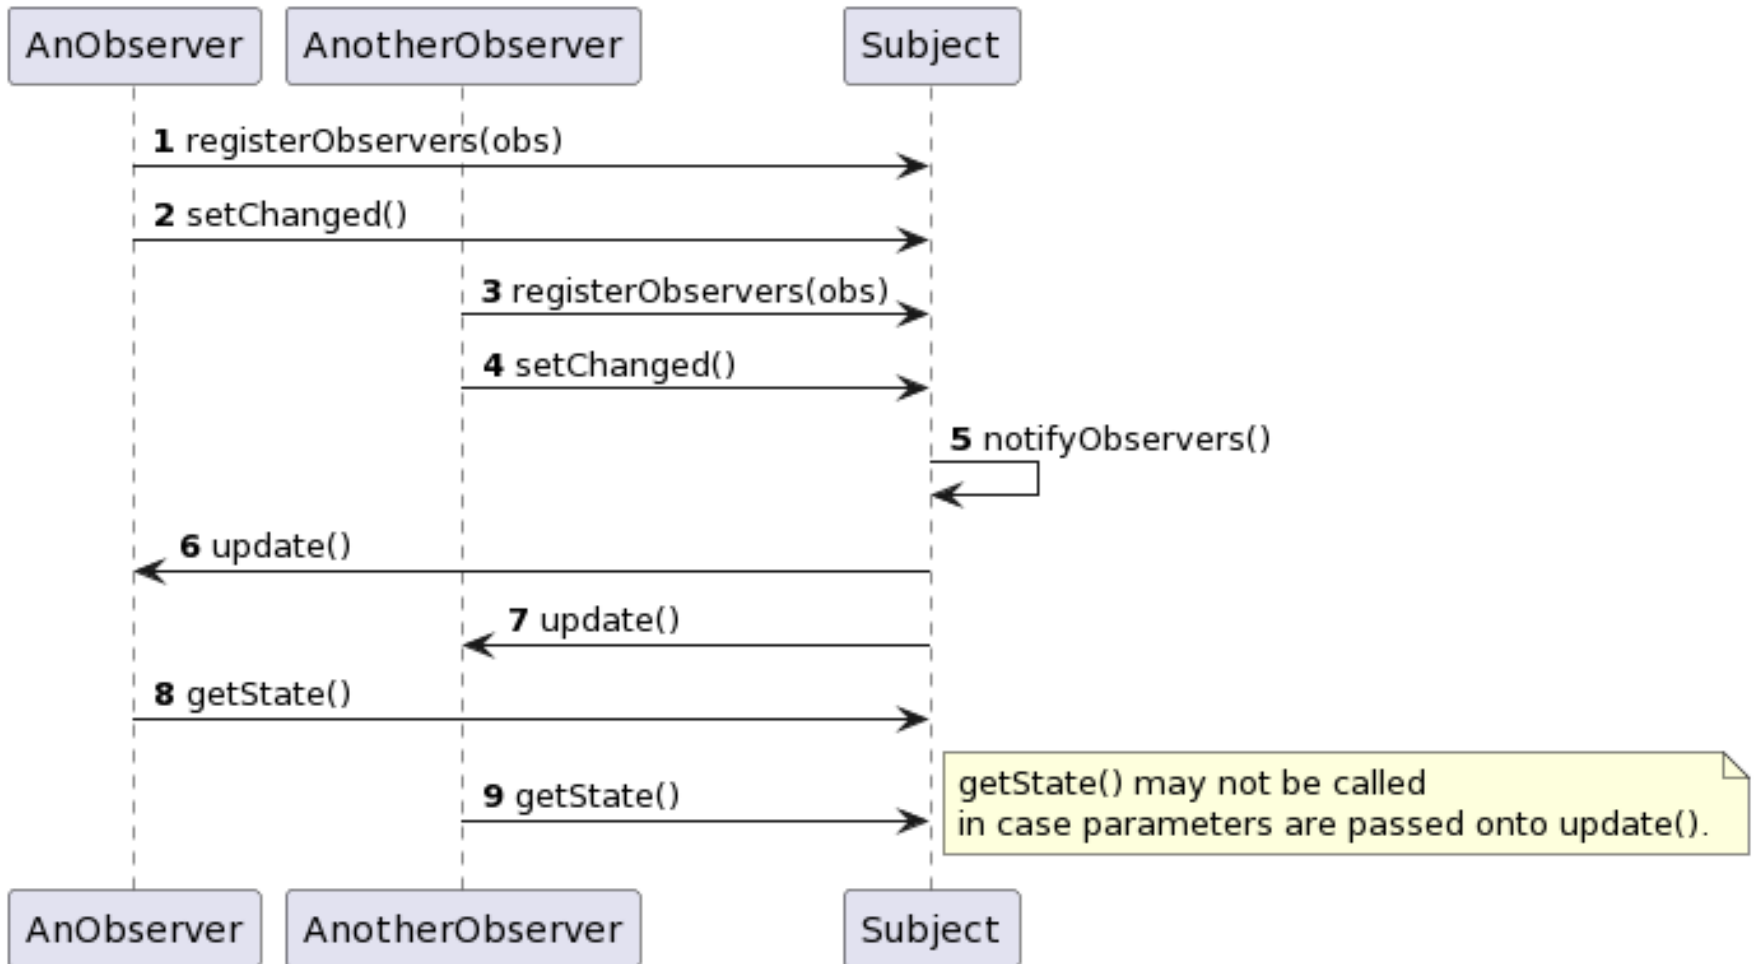 AnObserver AnotherObserver Subject
1 registerObservers(obs)
2 setChanged()
3 registerObservers(obs)
4 setChanged()
5 notifyObservers()
6 update()
7 update()
8 getState()
getState() may not be called
9 getState()
in case parameters are passed onto update().
AnObserver AnotherObserver Subject